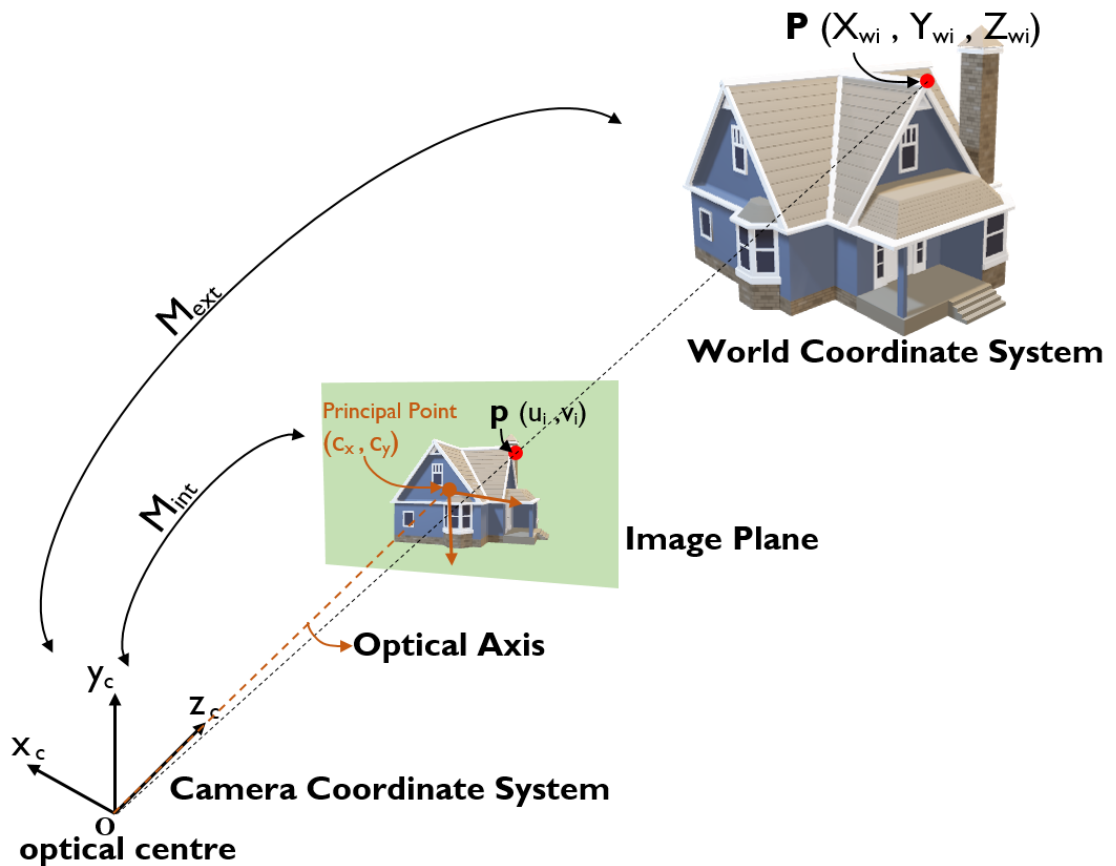 P (Xwi , Ywi , Zwi)
Mext
World Coordinate System
Principal Point
(cx , cy)
p (ui ,vi)
Mint
Image Plane
Optical Axis
yc
zc
xc
Camera Coordinate System
O
optical centre